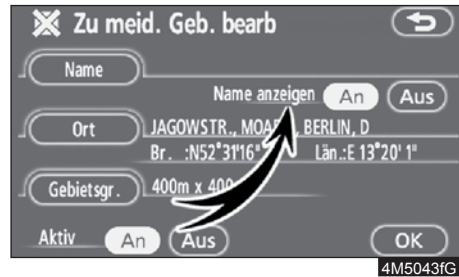 Zu meid. Geb. bearb
Name
Name anzeigen An Aus
Ort JAGOWSTR., BERLIN, D
Br. :N52°31'16" Län.:E 13°20' 1"
Gebietsgr. 400m x
Aktiv An Aus OK
4M5043fG